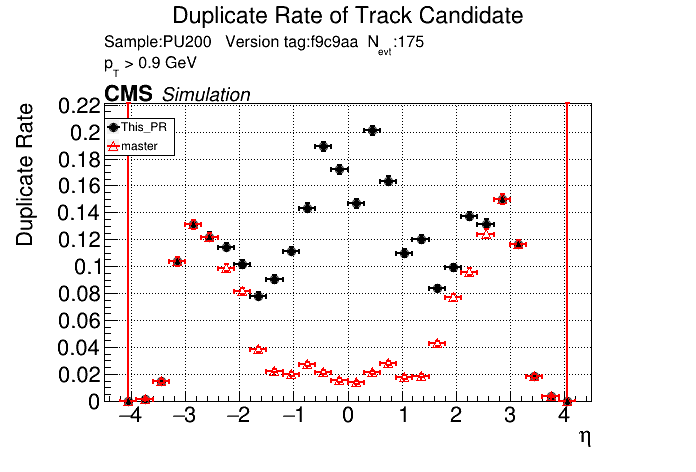 Duplicate Rate of Track Candidate
Sample:PU200 Version tag:f9c9aa N_evt:175
p_T > 0.9 GeV
CMS Simulation
Duplicate Rate
0.22
0.2
0.18
0.16
0.14
0.12
0.1
0.08
0.06
0.04
0.02
0
This_PR
master
−4 −3 −2 −1 0 1 2 3 4
η